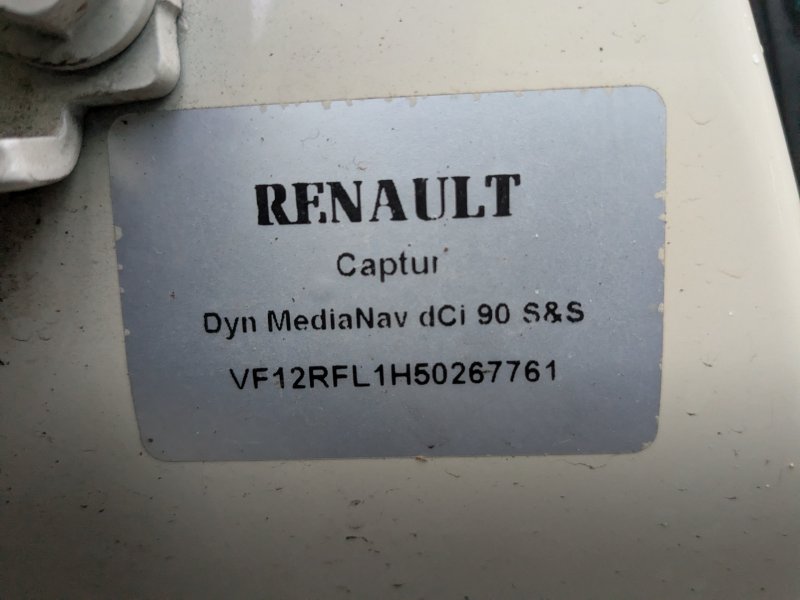 RENAULT
Captur
Dyn MediaNav dCi 90 S&S
VF12RFL1H50267761